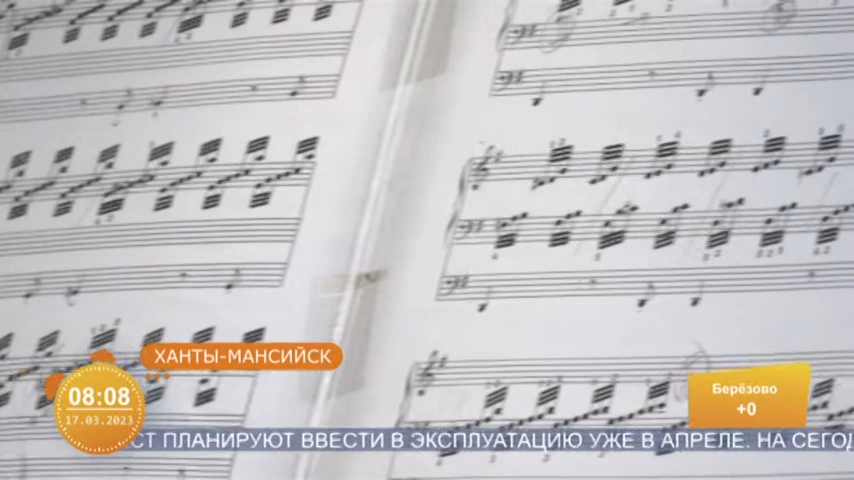 ХАНТЫ-МАНСИЙСК
08:08
17.03.2023
Берёзово
+0
СТ ПЛАНИРУЮТ ВВЕСТИ В ЭКСПЛУАТАЦИЮ УЖЕ В АПРЕЛЕ. НА СЕГОД